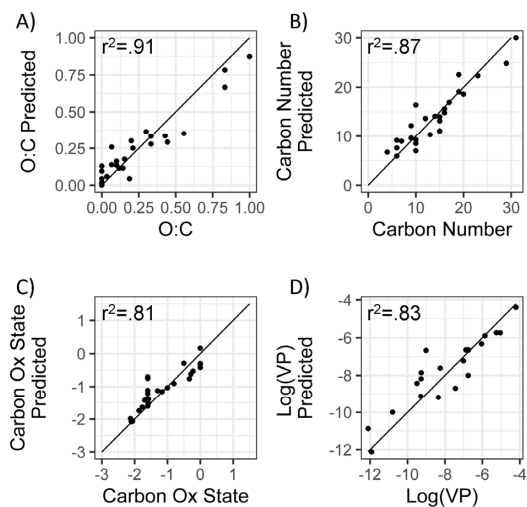 A)
r²=.91
1.00
0.75
0.50
0.25
0.00
O:C Predicted
0.00 0.25 0.50 0.75 1.00
O:C
B)
r²=.87
30
20
10
0
Carbon Number
Predicted
0 10 20 30
Carbon Number
C)
r²=.81
1
0
-1
-2
-3
Carbon Ox State
Predicted
-3 -2 -1 0 1
Carbon Ox State
D)
r²=.83
-4
-6
-8
-10
-12
Log(VP)
Predicted
-12 -10 -8 -6 -4
Log(VP)